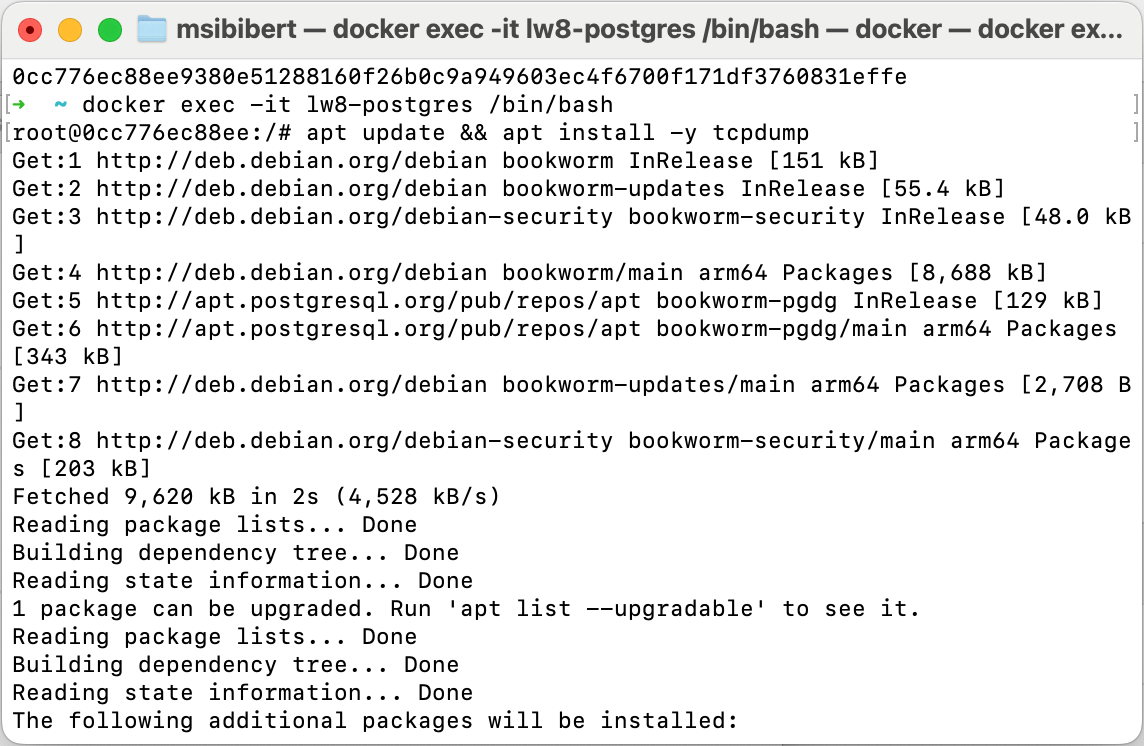 msibibert — docker exec -it lw8-postgres /bin/bash — docker — docker ex...
0cc776ec88ee9380e51288160f26b0c9a949603ec4f6700f171df3760831effe
[➜  ~ docker exec -it lw8-postgres /bin/bash ]
[root@0cc776ec88ee:/# apt update && apt install -y tcpdump ]
Get:1 http://deb.debian.org/debian bookworm InRelease [151 kB]
Get:2 http://deb.debian.org/debian bookworm-updates InRelease [55.4 kB]
Get:3 http://deb.debian.org/debian-security bookworm-security InRelease [48.0 kB
]
Get:4 http://deb.debian.org/debian bookworm/main arm64 Packages [8,688 kB]
Get:5 http://apt.postgresql.org/pub/repos/apt bookworm-pgdg InRelease [129 kB]
Get:6 http://apt.postgresql.org/pub/repos/apt bookworm-pgdg/main arm64 Packages
[343 kB]
Get:7 http://deb.debian.org/debian bookworm-updates/main arm64 Packages [2,708 B
]
Get:8 http://deb.debian.org/debian-security bookworm-security/main arm64 Package
s [203 kB]
Fetched 9,620 kB in 2s (4,528 kB/s)
Reading package lists... Done
Building dependency tree... Done
Reading state information... Done
1 package can be upgraded. Run 'apt list --upgradable' to see it.
Reading package lists... Done
Building dependency tree... Done
Reading state information... Done
The following additional packages will be installed: